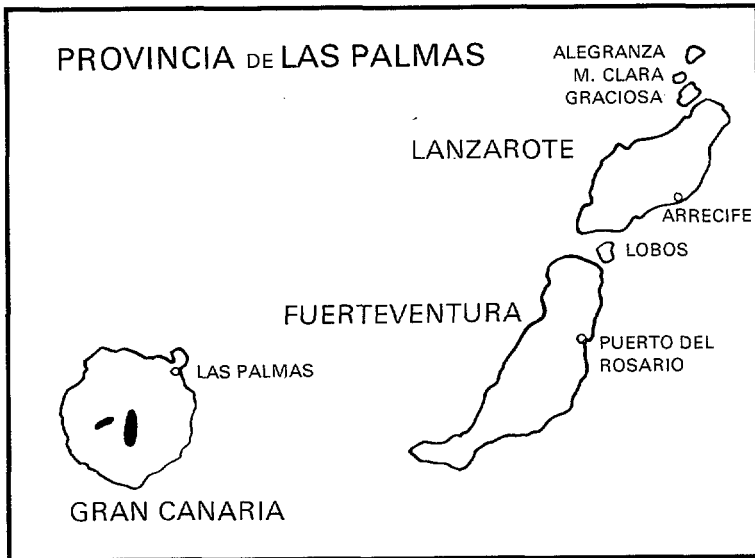 PROVINCIA DE LAS PALMAS
ALEGRANZA
M. CLARA
GRACIOSA
LANZAROTE
ARRECIFE
LOBOS
FUERTEVENTURA
PUERTO DEL
ROSARIO
LAS PALMAS
GRAN CANARIA